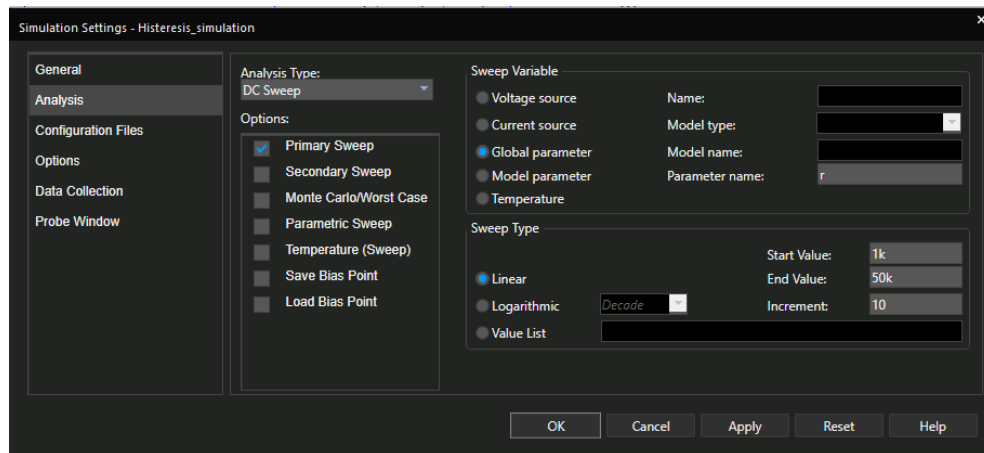 Simulation Settings - Histeresis_simulation
×
General
Analysis
Configuration Files
Options
Data Collection
Probe Window
Analysis Type:
DC Sweep
Options:
Primary Sweep
Secondary Sweep
Monte Carlo/Worst Case
Parametric Sweep
Temperature (Sweep)
Save Bias Point
Load Bias Point
Sweep Variable
Voltage source Name:
Current source Model type:
Global parameter Model name:
Model parameter Parameter name: r
Temperature
Sweep Type
Start Value: 1k
Linear End Value: 50k
Logarithmic Decade Increment: 10
Value List
OK Cancel Apply Reset Help